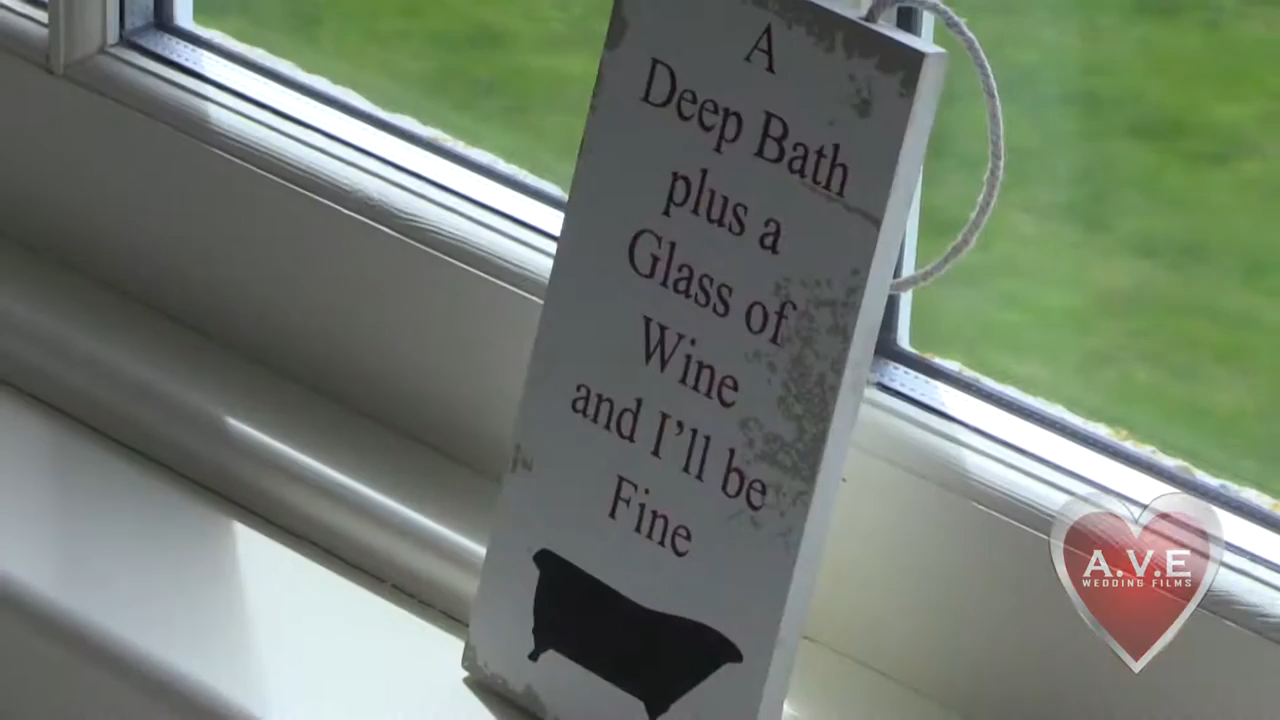 A
Deep Bath
plus a
Glass of
Wine
and I'll be
Fine
A.V.E
WEDDING FILMS